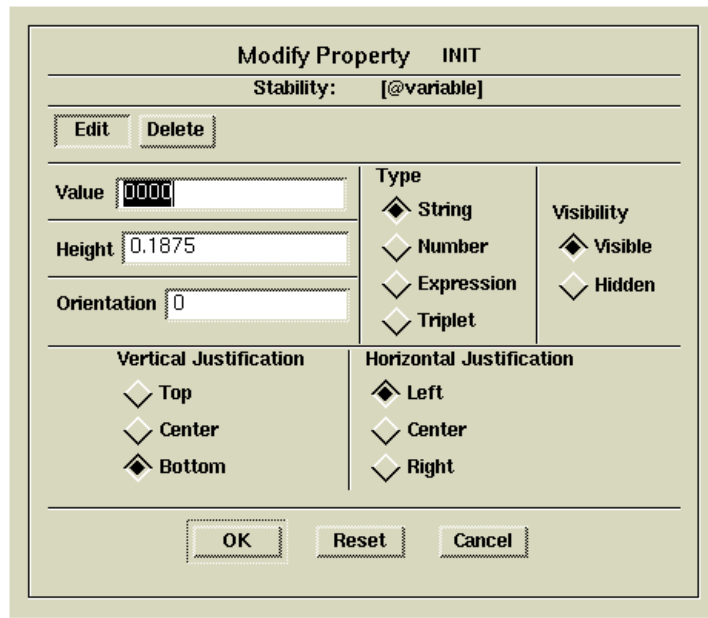 Modify Property INIT
Stability: [@variable]
Edit Delete
Value 0000
Height 0.1875
Orientation 0
Type
String
Number
Expression
Triplet
Visibility
Visible
Hidden
Vertical Justification
Top
Center
Bottom
Horizontal Justification
Left
Center
Right
OK Reset Cancel